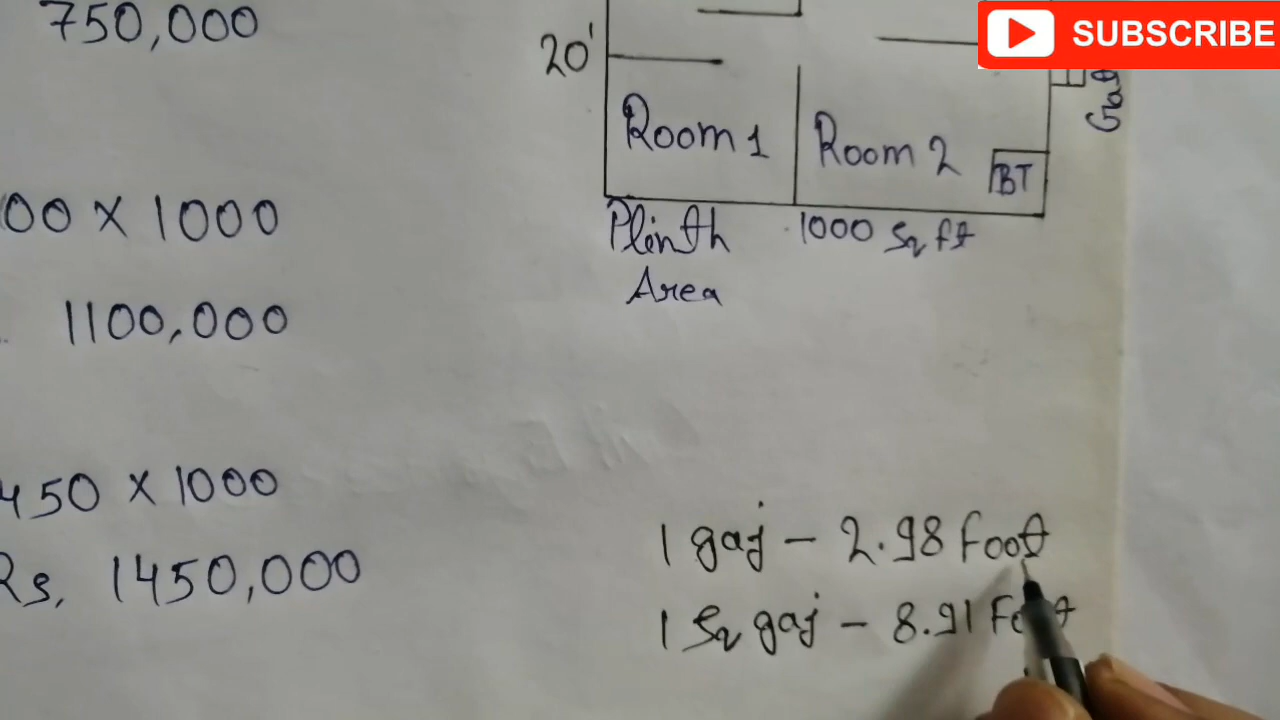 750,000
00 X 1000
1100,000
450 X 1000
Rs, 1450,000
20'
Room 1
Room 2
BT
Plinth
Area
1000 Sq ft
SUBSCRIBE
1 gaj - 2.98 Foot
1 Sq gaj - 8.91